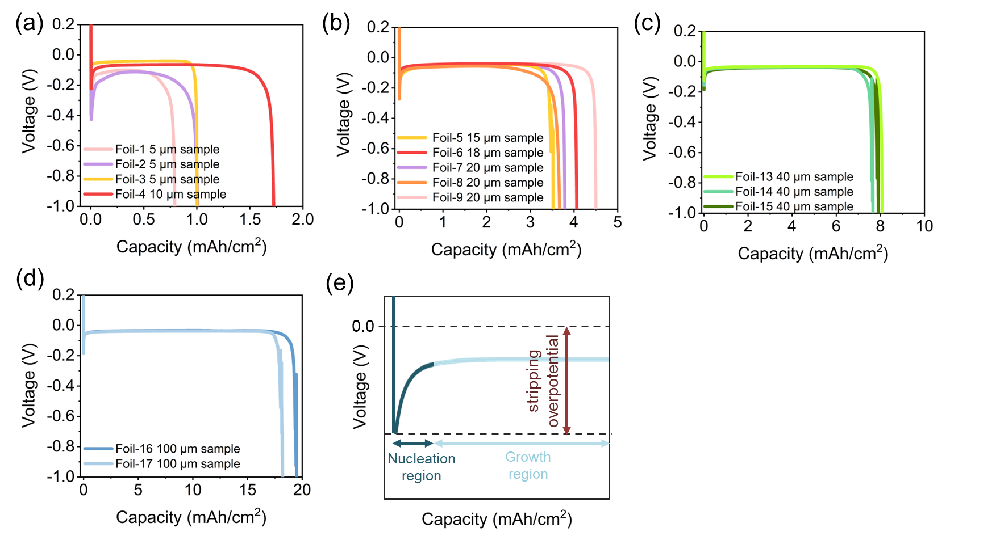 (a)
0.2
0.0
-0.2
-0.4
-0.6
-0.8
-1.0
Voltage (V)
Foil-1 5 µm sample
Foil-2 5 µm sample
Foil-3 5 µm sample
Foil-4 10 µm sample
0.0 0.5 1.0 1.5 2.0
Capacity (mAh/cm²)
(b)
0.2
0.0
-0.2
-0.4
-0.6
-0.8
-1.0
Voltage (V)
Foil-5 15 µm sample
Foil-6 18 µm sample
Foil-7 20 µm sample
Foil-8 20 µm sample
Foil-9 20 µm sample
0 1 2 3 4 5
Capacity (mAh/cm²)
(c)
0.2
0.0
-0.2
-0.4
-0.6
-0.8
-1.0
Voltage (V)
Foil-13 40 µm sample
Foil-14 40 µm sample
Foil-15 40 µm sample
0 2 4 6 8 10
Capacity (mAh/cm²)
(d)
0.2
0.0
-0.2
-0.4
-0.6
-0.8
-1.0
Voltage (V)
Foil-16 100 µm sample
Foil-17 100 µm sample
0 5 10 15 20
Capacity (mAh/cm²)
(e)
0.0
Voltage (V)
stripping
overpotential
Nucleation
region
Growth
region
Capacity (mAh/cm²)